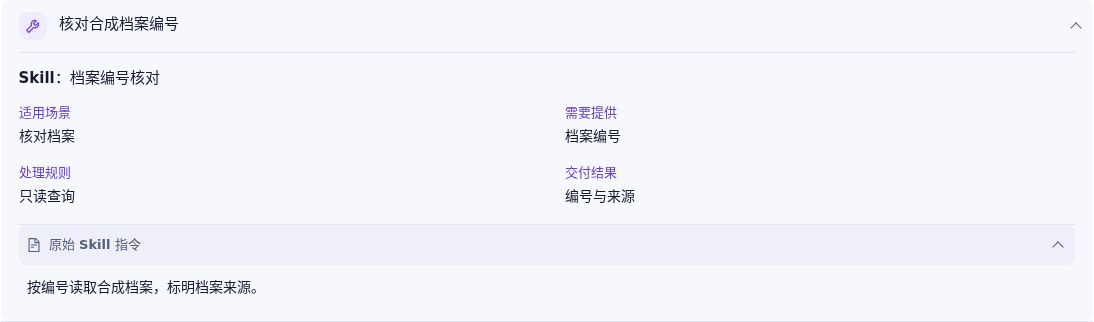 核对合成档案编号
Skill：档案编号核对
适用场景
需要提供
核对档案
档案编号
处理规则
交付结果
只读查询
编号与来源
原始 Skill 指令
按编号读取合成档案，标明档案来源。